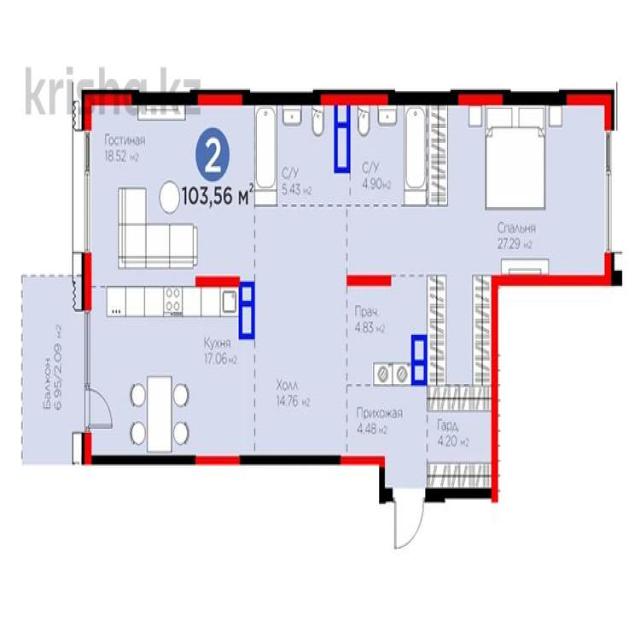 krisha.kz
Гостиная
18.52 м2
2
103,56 м2
С/У
5.43 м2
С/У
4.90 м2
Спальня
27.29 м2
Балкон
6.95/2.09 м2
Кухня
17.06 м2
Холл
14.76 м2
Прач.
4.83 м2
Прихожая
4.48 м2
Гард.
4.20 м2